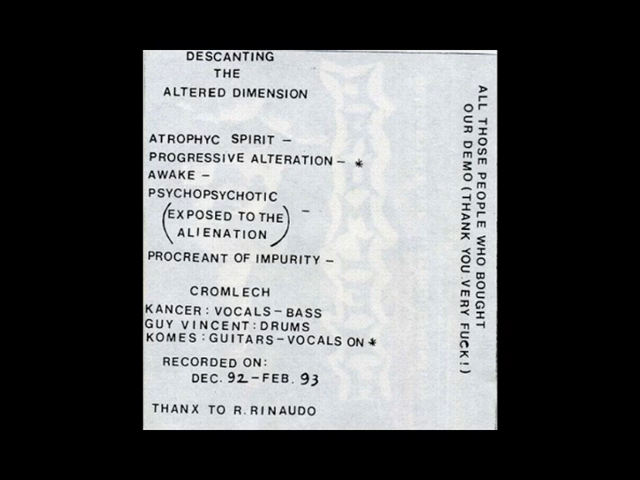 DESCANTING
THE
ALTERED DIMENSION
ATROPHYC SPIRIT –
PROGRESSIVE ALTERATION – *
AWAKE –
PSYCHOPSYCHOTIC
(EXPOSED TO THE
ALIENATION) –
PROCREANT OF IMPURITY –
CROMLECH
KANCER : VOCALS – BASS
GUY VINCENT : DRUMS
KOMES : GUITARS – VOCALS ON *
RECORDED ON:
DEC. 92 – FEB. 93
THANX TO R. RINAUDO
ALL THOSE PEOPLE WHO BOUGHT
OUR DEMO (THANK YOU VERY FUCK!)